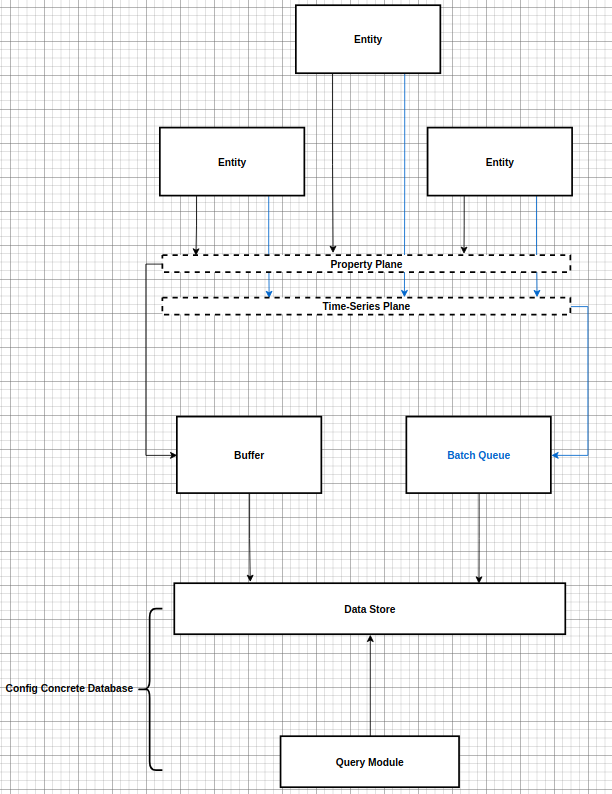 Entity
Entity
Entity
Property Plane
Time-Series Plane
Buffer
Batch Queue
Data Store
Config Concrete Database
Query Module